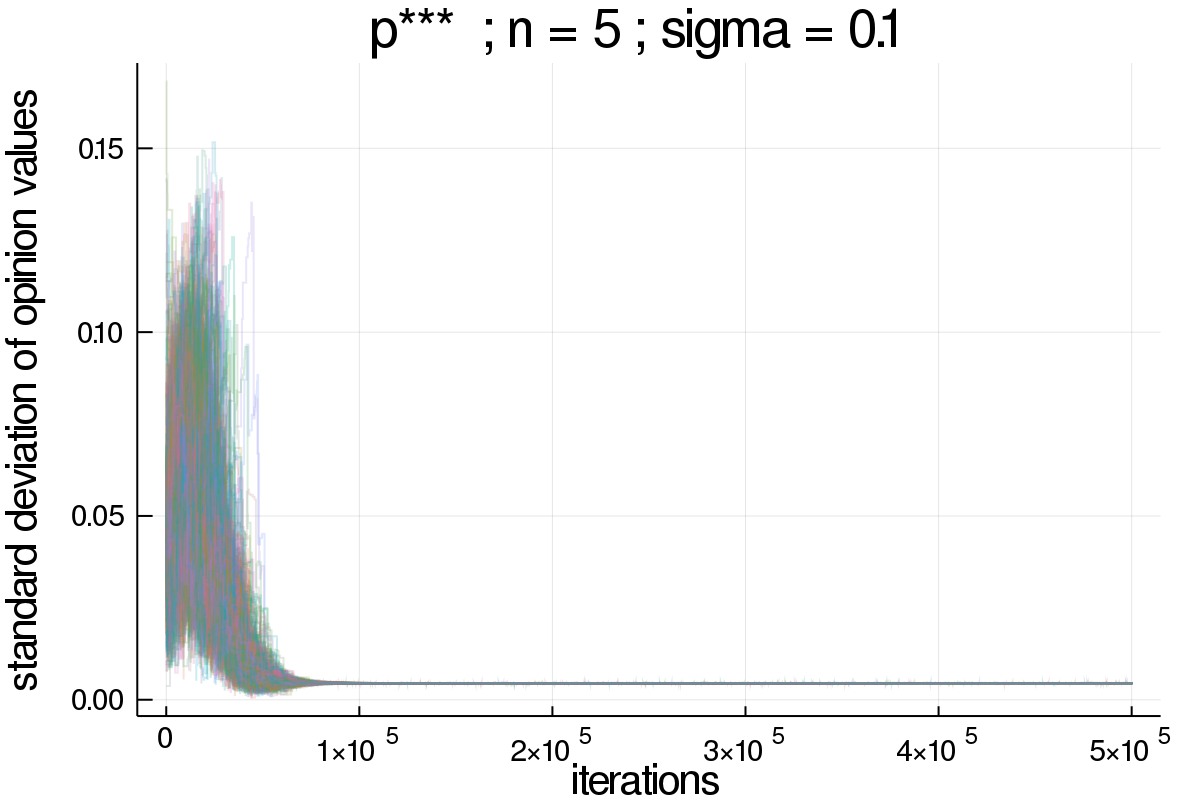 p*** ; n = 5 ; sigma = 0.1
standard deviation of opinion values
0.15
0.10
0.05
0.00
0 1×10 5 2×10 5 3×10 5 4×10 5 5×10 5
iterations